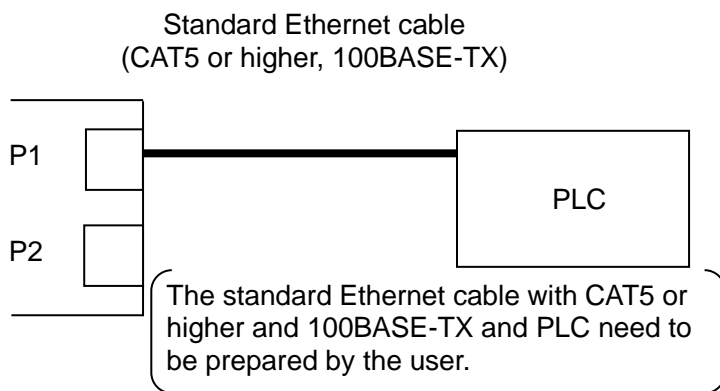 Standard Ethernet cable
(CAT5 or higher, 100BASE-TX)
P1
PLC
P2
The standard Ethernet cable with CAT5 or
higher and 100BASE-TX and PLC need to
be prepared by the user.